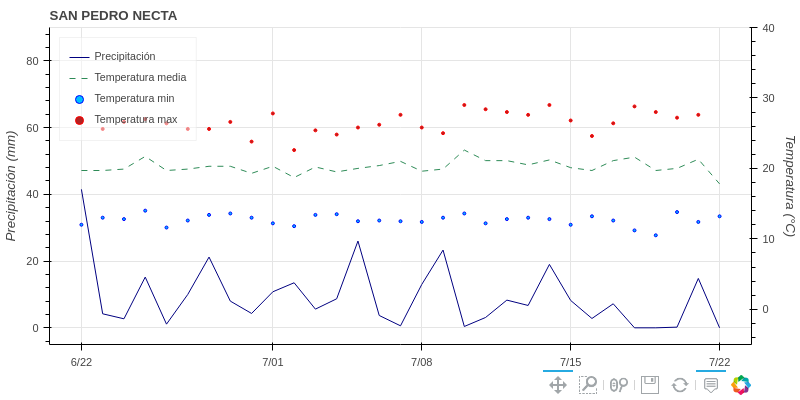 SAN PEDRO NECTA
Precipitación
Temperatura media
Temperatura min
Temperatura max
Precipitación (mm)
80
60
40
20
0
Temperatura (°C)
40
30
20
10
0
6/22 7/01 7/08 7/15 7/22